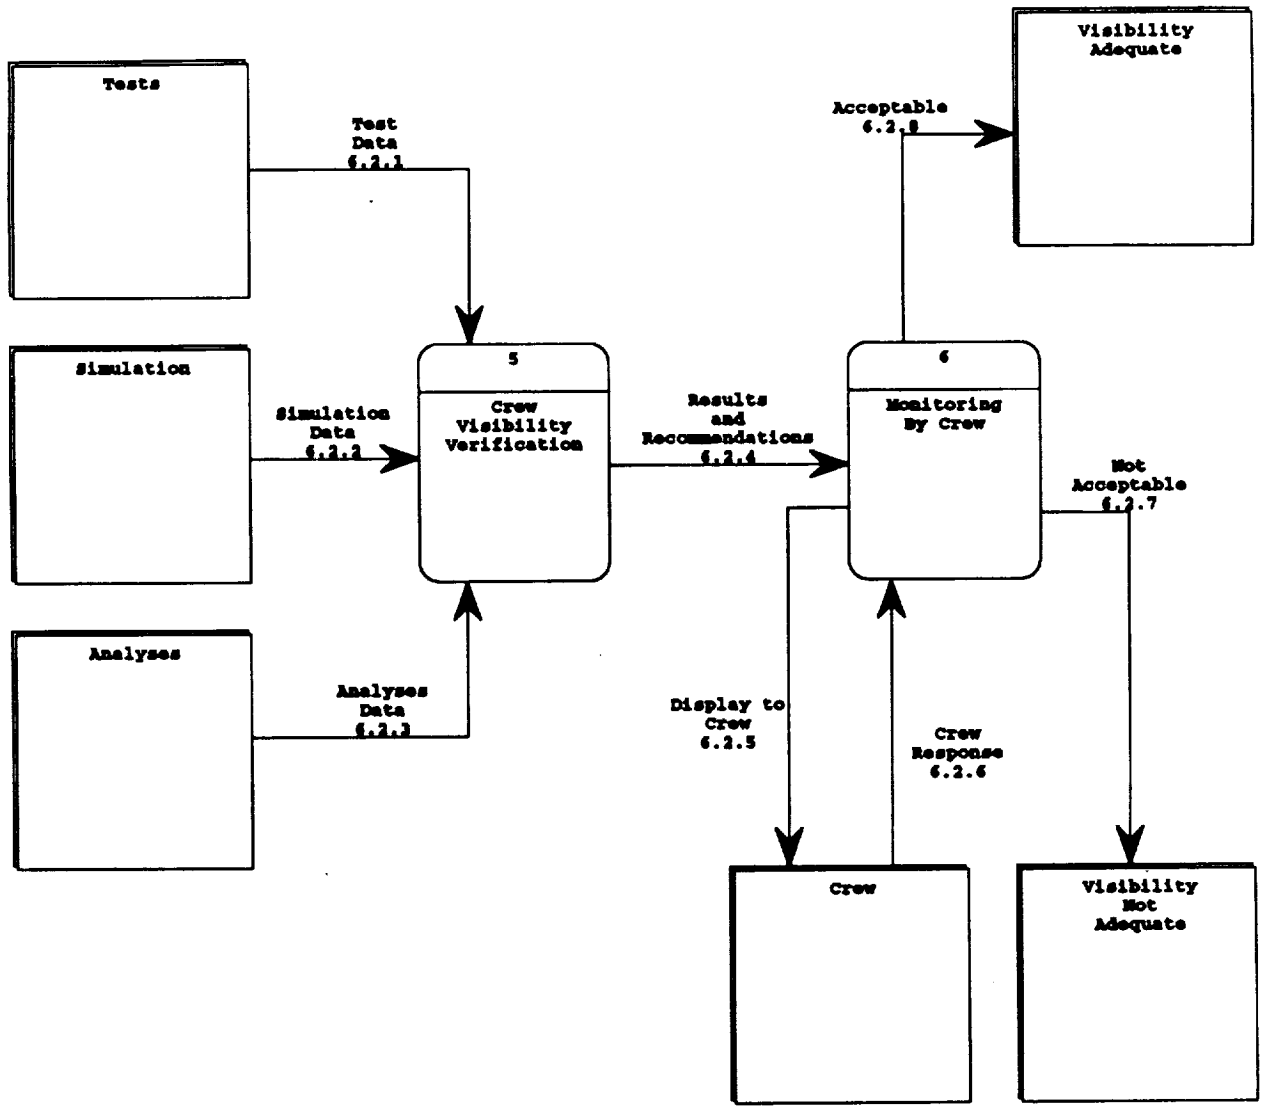 Tests
Test
Data
6.2.1
Simulation
Simulation
Data
6.2.2
Analyses
Analyses
Data
6.2.3
5
Crew
Visibility
Verification
Results
and
Recommendations
6.2.4
6
Monitoring
By Crew
Acceptable
6.2.8
Visibility
Adequate
Not
Acceptable
6.2.7
Display to
Crew
6.2.5
Crew
Response
6.2.6
Crew
Visibility
Not
Adequate